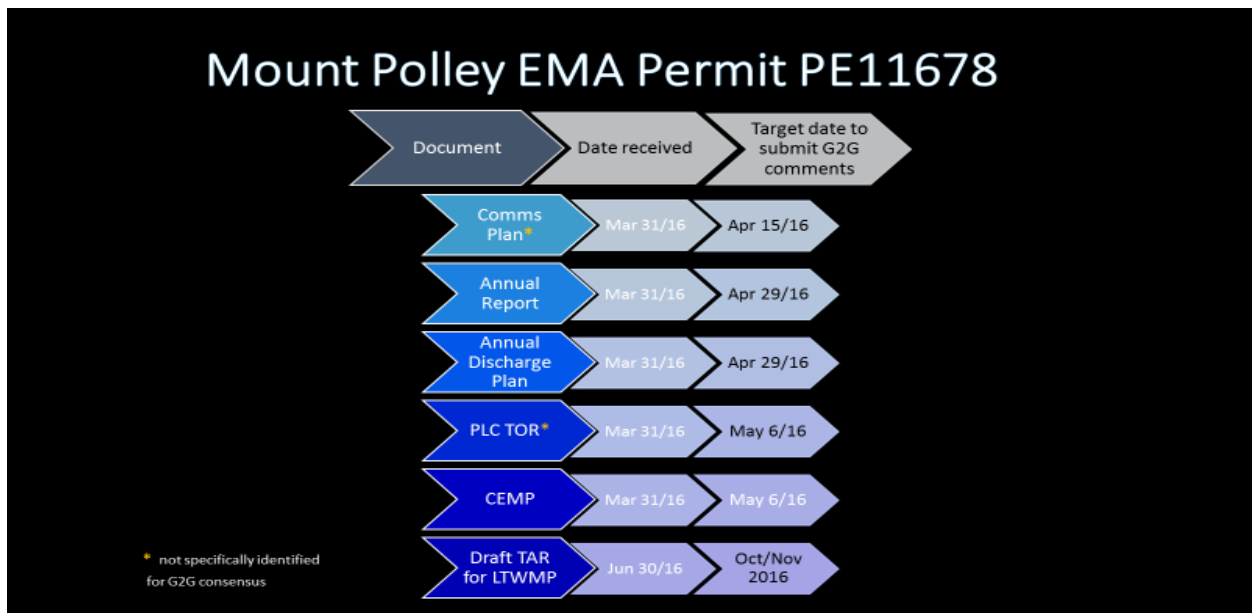 Mount Polley EMA Permit PE11678
Document
Date received
Target date to
submit G2G
comments
Comms
Plan*
Mar 31/16
Apr 15/16
Annual
Report
Mar 31/16
Apr 29/16
Annual
Discharge
Plan
Mar 31/16
Apr 29/16
PLC TOR*
Mar 31/16
May 6/16
CEMP
Mar 31/16
May 6/16
Draft TAR
for LTWMP
Jun 30/16
Oct/Nov
2016
* not specifically identified
for G2G consensus